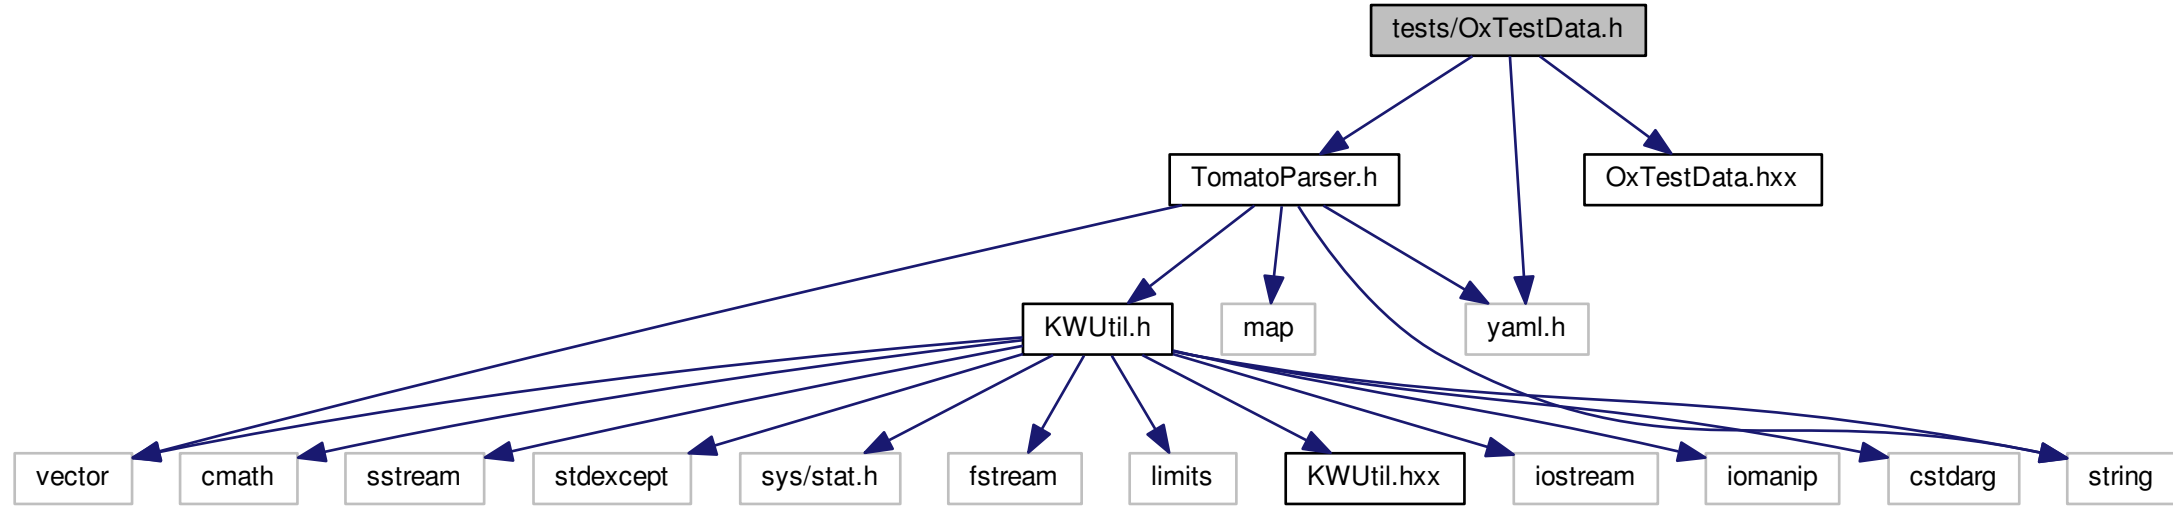 tests/OxTestData.h
TomatoParser.h
OxTestData.hxx
KWUtil.h
map
yaml.h
vector
cmath
sstream
stdexcept
sys/stat.h
fstream
limits
KWUtil.hxx
iostream
iomanip
cstdarg
string